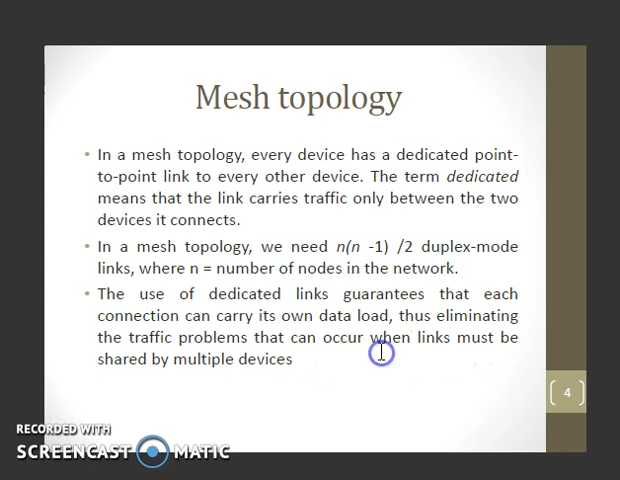 Mesh topology
• In a mesh topology, every device has a dedicated point-
to-point link to every other device. The term dedicated
means that the link carries traffic only between the two
devices it connects.
• In a mesh topology, we need n(n -1) /2 duplex-mode
links, where n = number of nodes in the network.
• The use of dedicated links guarantees that each
connection can carry its own data load, thus eliminating
the traffic problems that can occur when links must be
shared by multiple devices
4
RECORDED WITH
SCREENCAST MATIC